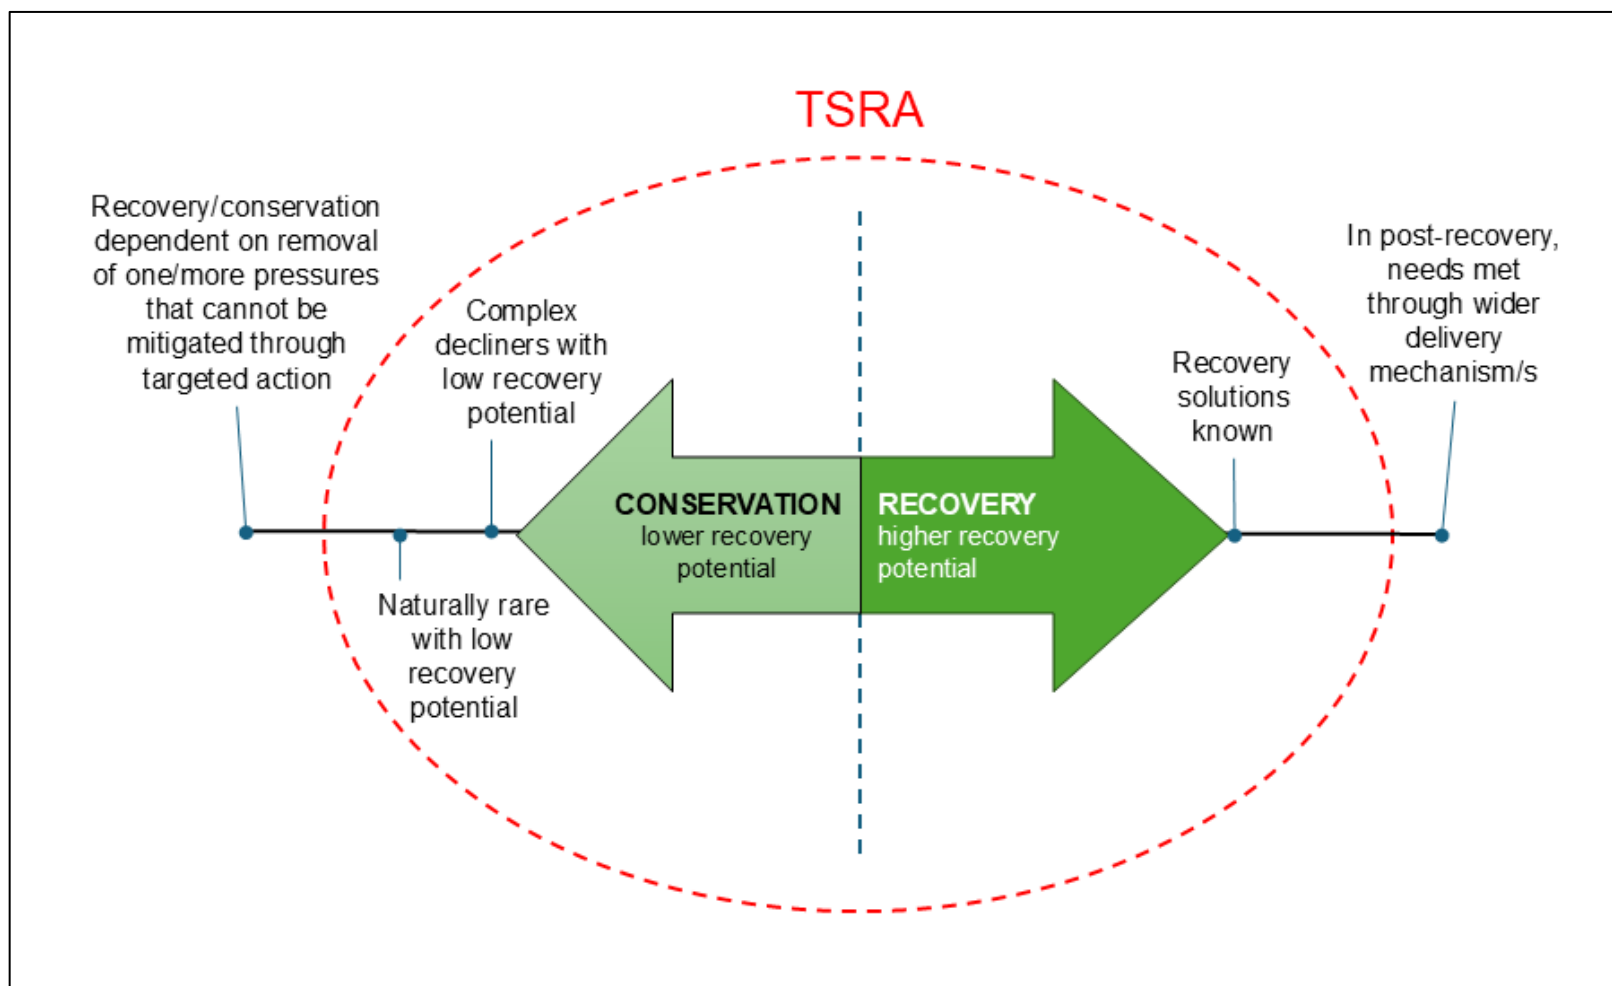 TSRA
Recovery/conservation
dependent on removal
of one/more pressures
that cannot be
mitigated through
targeted action
Complex
decliners with
low recovery
potential
Naturally rare
with low
recovery
potential
CONSERVATION
lower recovery
potential
RECOVERY
higher recovery
potential
Recovery
solutions
known
In post-recovery,
needs met
through wider
delivery
mechanism/s